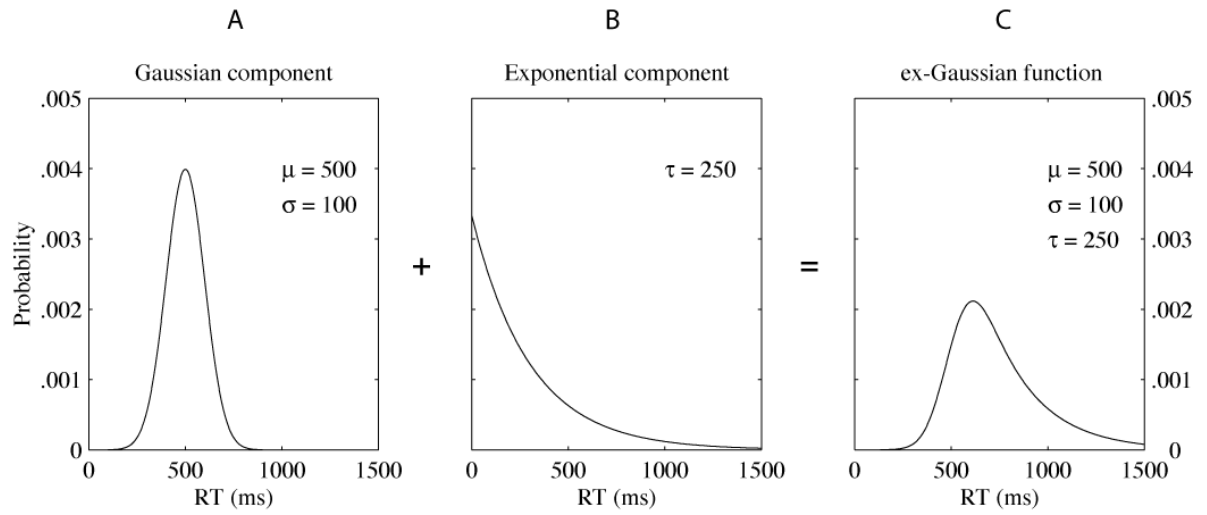 A
B
C
Gaussian component
Exponential component
ex-Gaussian function
.005
.004
.003
.002
.001
0
Probability
μ = 500
σ = 100
0 500 1000 1500
RT (ms)
+
τ = 250
0 500 1000 1500
RT (ms)
=
μ = 500
σ = 100
τ = 250
.005
.004
.003
.002
.001
0
0 500 1000 1500
RT (ms)